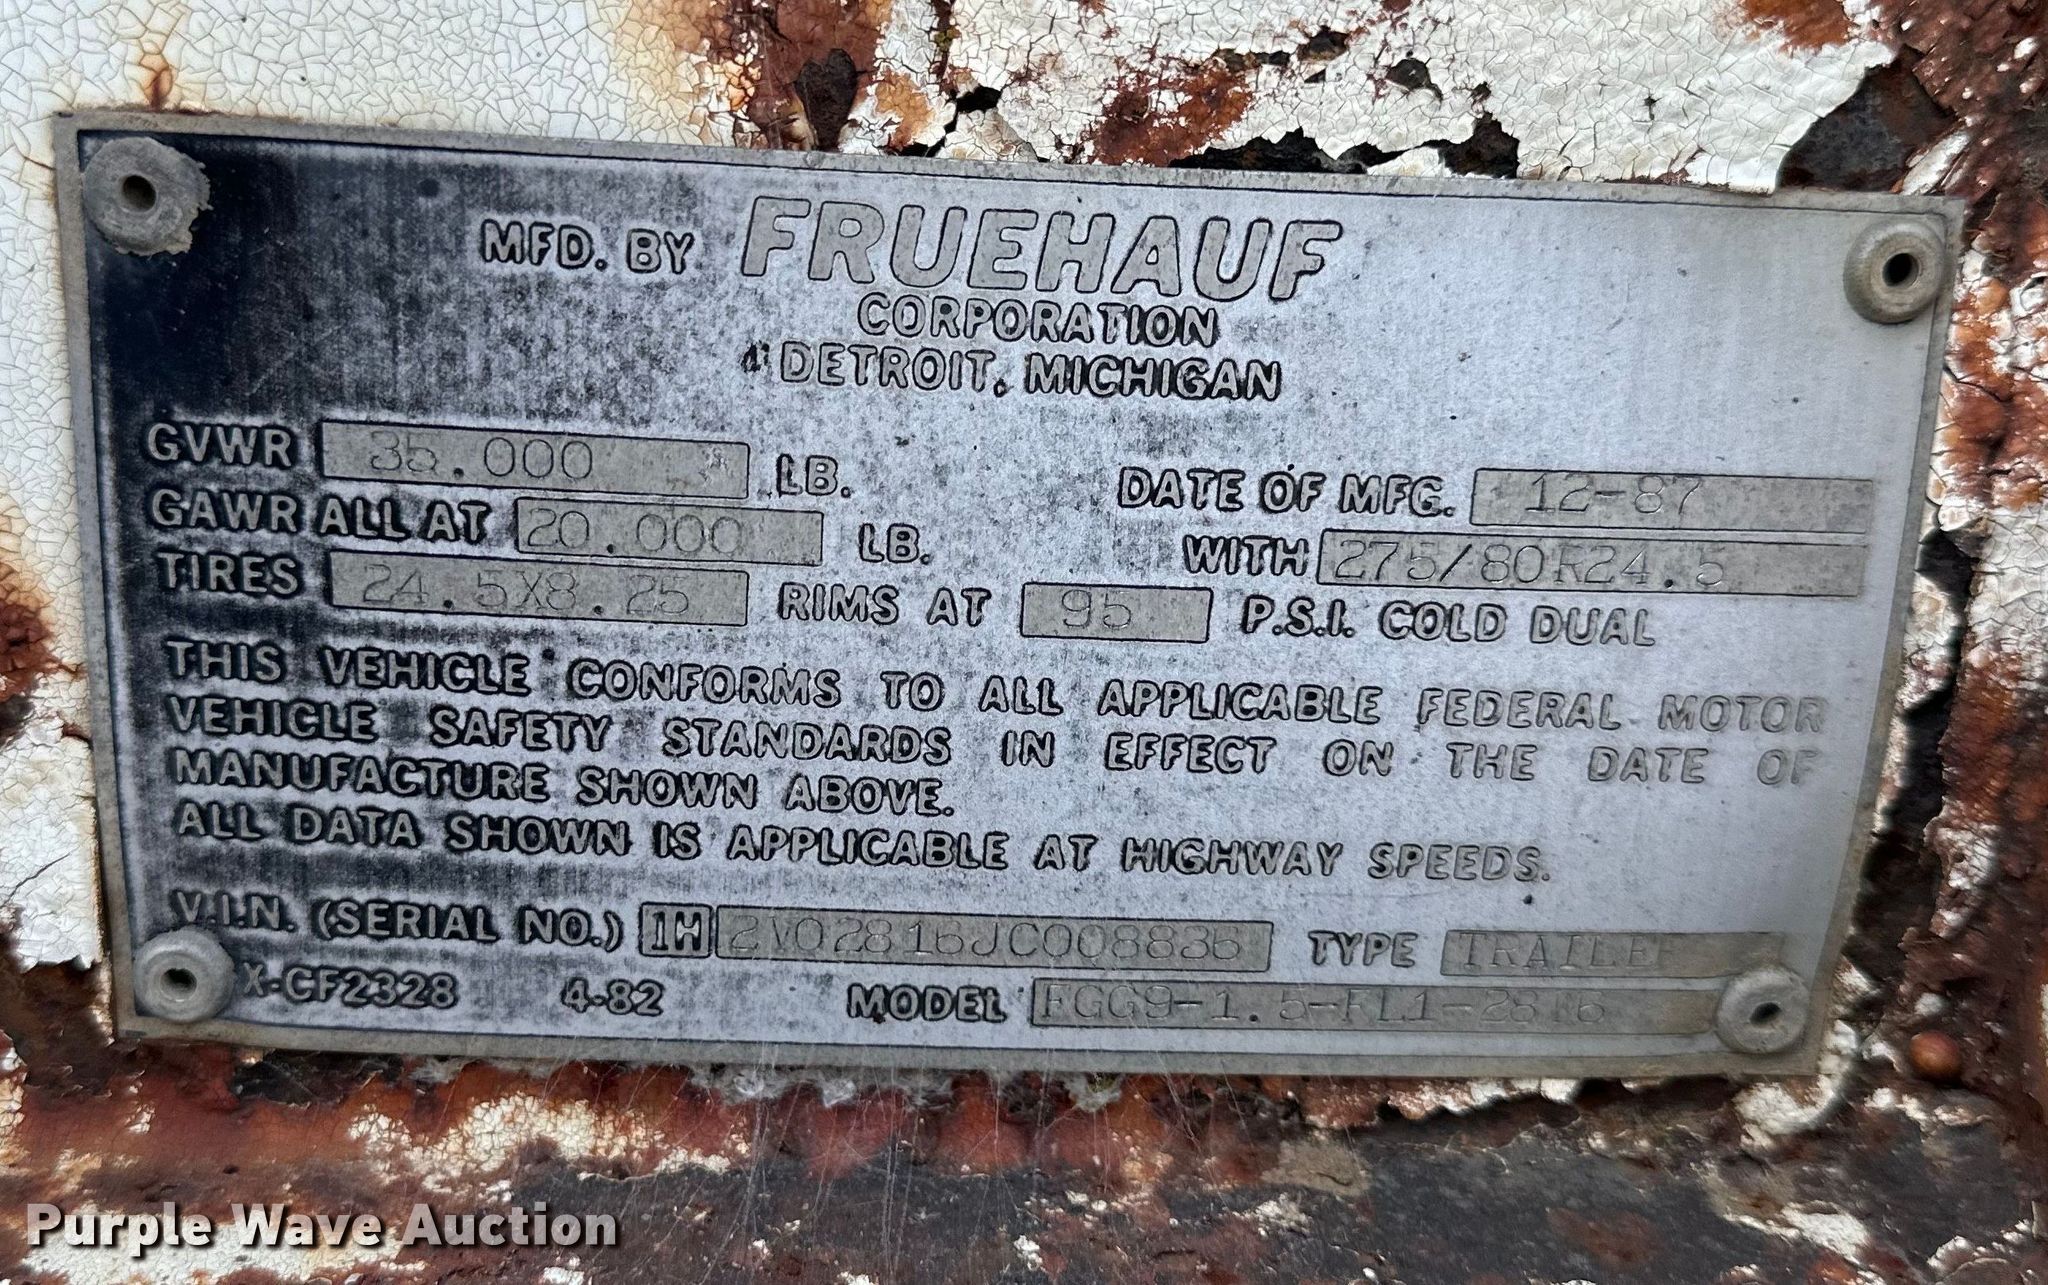 MFD. BY FRUEHAUF
CORPORATION
DETROIT, MICHIGAN
GVWR 35.000 LB. DATE OF MFG. 12-87
GAWR ALL AT 20.000 LB. WITH 275/80R24.5
TIRES 24.5X8.25 RIMS AT 95 P.S.I. COLD DUAL
THIS VEHICLE CONFORMS TO ALL APPLICABLE FEDERAL MOTOR
VEHICLE SAFETY STANDARDS IN EFFECT ON THE DATE OF
MANUFACTURE SHOWN ABOVE.
ALL DATA SHOWN IS APPLICABLE AT HIGHWAY SPEEDS.
V.I.N. (SERIAL NO.) 1H 2V02816JC008836 TYPE TRAILER
X-CF2328 4-82 MODEL
Purple Wave Auction